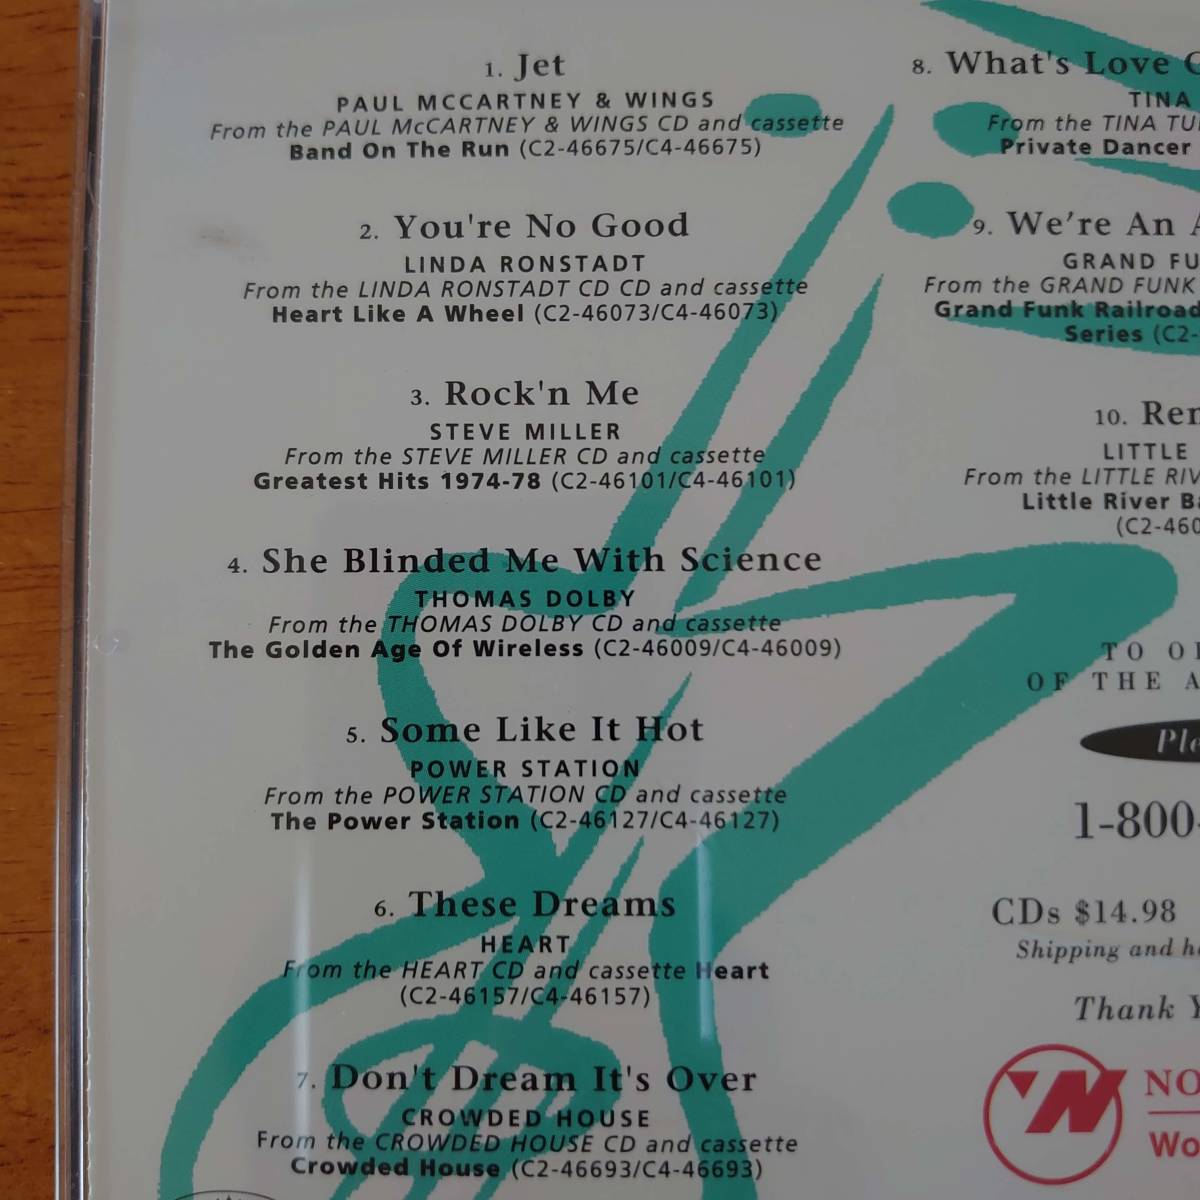 1. Jet
PAUL MCCARTNEY & WINGS
From the PAUL McCARTNEY & WINGS CD and cassette
Band On The Run (C2-46675/C4-46675)
2. You're No Good
LINDA RONSTADT
From the LINDA RONSTADT CD CD and cassette
Heart Like A Wheel (C2-46073/C4-46073)
3. Rock'n Me
STEVE MILLER
From the STEVE MILLER CD and cassette
Greatest Hits 1974-78 (C2-46101/C4-46101)
4. She Blinded Me With Science
THOMAS DOLBY
From the THOMAS DOLBY CD and cassette
The Golden Age Of Wireless (C2-46009/C4-46009)
5. Some Like It Hot
POWER STATION
From the POWER STATION CD and cassette
The Power Station (C2-46127/C4-46127)
6. These Dreams
HEART
From the HEART CD and cassette Heart
(C2-46157/C4-46157)
7. Don't Dream It's Over
CROWDED HOUSE
From the CROWDED HOUSE CD and cassette
Crowded House (C2-46693/C4-46693)
8. What's Love
TINA
From the TINA
Private Dancer
9. We're An
GRAND
From the GRAND FUNK
Grand Funk Railroad
Series (C2-
10.
LITTLE
From the LITTLE
Little River
(C2-460
TO
OF THE
1-800-
CDs $14.98
Shipping and
Thank